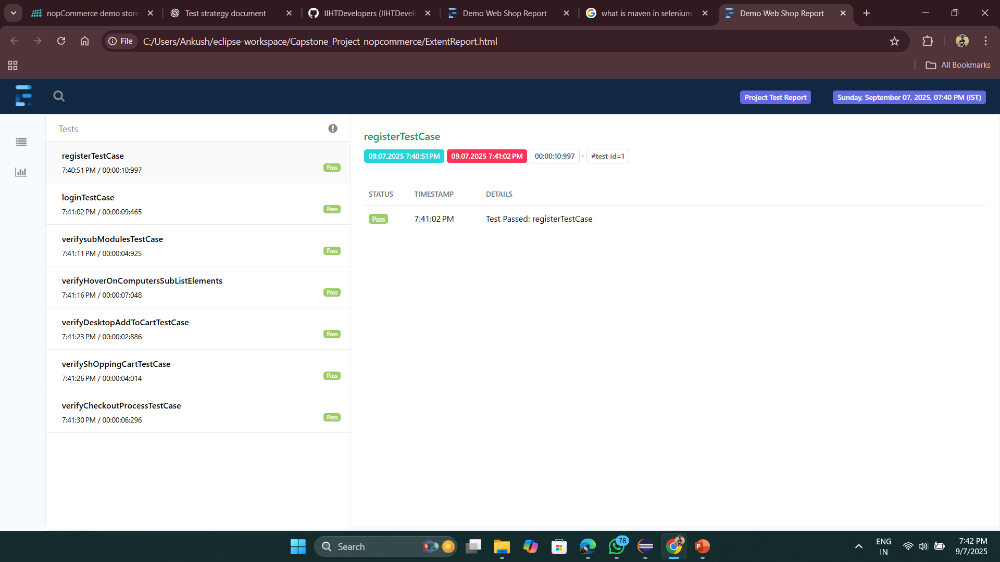 nopCommerce demo store
Test strategy document
IIHTDevelopers (IIHTDevelo
Demo Web Shop Report
what is maven in selenium
Demo Web Shop Report
File
C:/Users/Ankush/eclipse-workspace/Capstone_Project_nopcommerce/ExtentReport.html
All Bookmarks
Project Test Report
Sunday, September 07, 2025, 07:40 PM (IST)
Tests
registerTestCase
7:40:51 PM / 00:00:10:997
Pass
loginTestCase
7:41:02 PM / 00:00:09:465
Pass
verifysubModulesTestCase
7:41:11 PM / 00:00:04:925
Pass
verifyHoverOnComputersSubListElements
7:41:16 PM / 00:00:07:048
Pass
verifyDesktopAddToCartTestCase
7:41:23 PM / 00:00:02:886
Pass
verifyShOppingCartTestCase
7:41:26 PM / 00:00:04:014
Pass
verifyCheckoutProcessTestCase
7:41:30 PM / 00:00:06:296
Pass
registerTestCase
09.07.2025 7:40:51 PM 09.07.2025 7:41:02 PM 00:00:10:997 · #test-id=1
STATUS TIMESTAMP DETAILS
Pass 7:41:02 PM Test Passed: registerTestCase
Search
78
P
ENG
IN
7:42 PM
9/7/2025